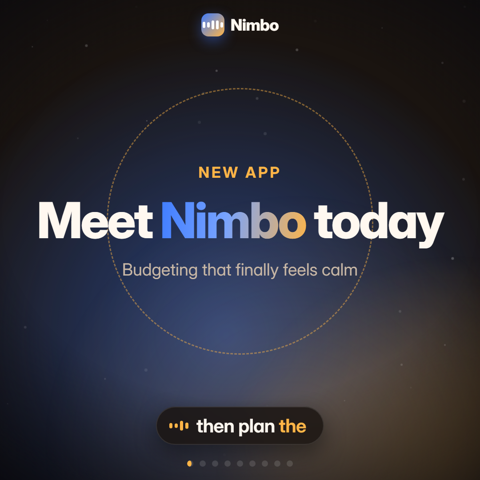 Nimbo
NEW APP
Meet Nimbo today
Budgeting that finally feels calm
then plan the